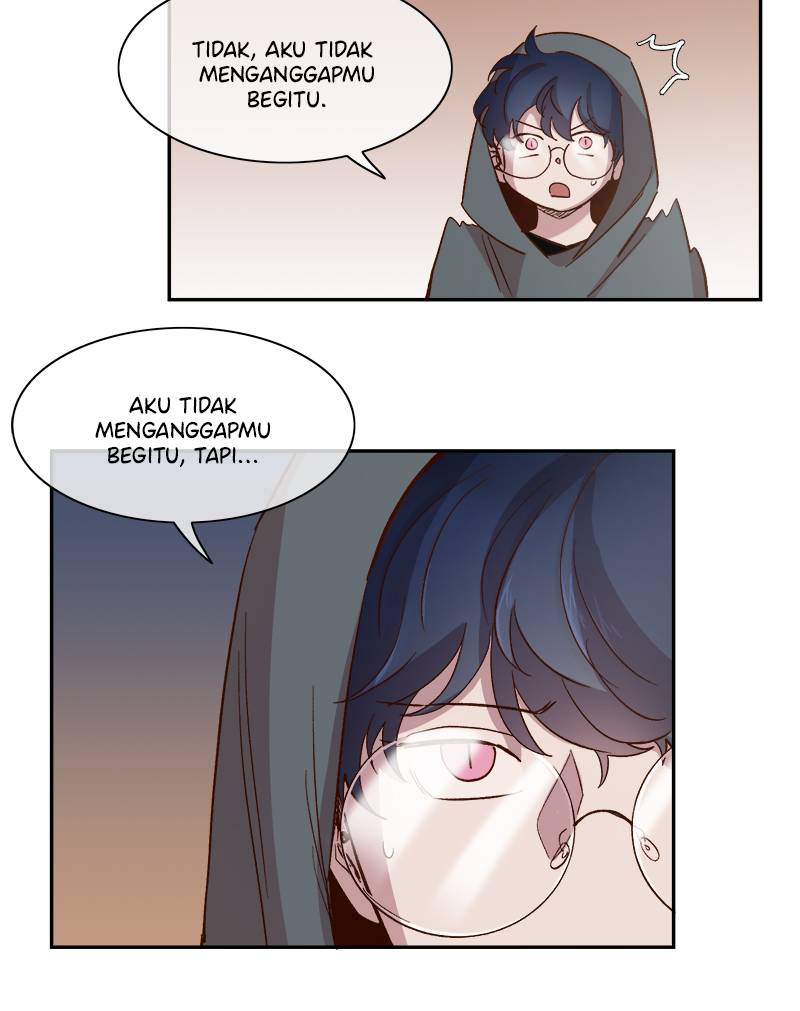 TIDAK, AKU TIDAK
MENGANGGAPMU
BEGITU.
AKU TIDAK
MENGANGGAPMU
BEGITU, TAPI...